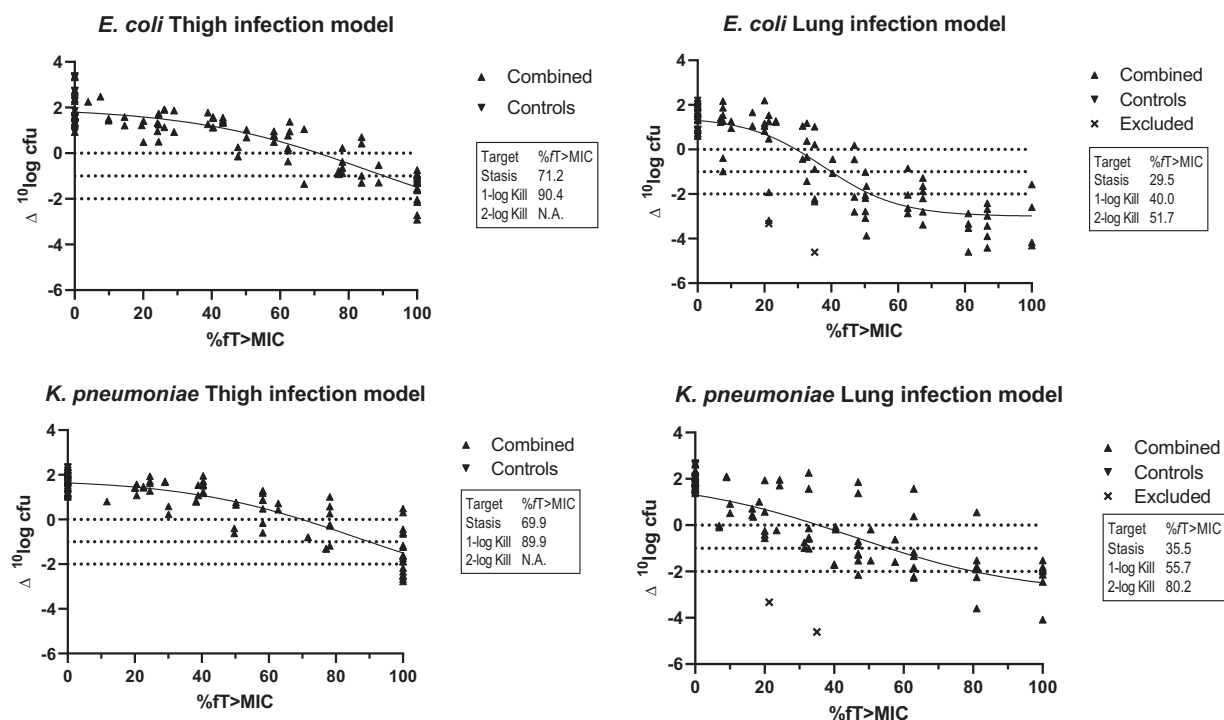 E. coli Thigh infection model
4
2
0
-2
-4
-6
Δ ¹⁰log cfu
0 20 40 60 80 100
%fT>MIC
Combined
Controls
Target %fT>MIC
Stasis 71.2
1-log Kill 90.4
2-log Kill N.A.
E. coli Lung infection model
4
2
0
-2
-4
-6
Δ ¹⁰log cfu
0 20 40 60 80 100
%fT>MIC
Combined
Controls
Excluded
Target %fT>MIC
Stasis 29.5
1-log Kill 40.0
2-log Kill 51.7
K. pneumoniae Thigh infection model
4
2
0
-2
-4
-6
Δ ¹⁰log cfu
0 20 40 60 80 100
%fT>MIC
Combined
Controls
Target %fT>MIC
Stasis 69.9
1-log Kill 89.9
2-log Kill N.A.
K. pneumoniae Lung infection model
4
2
0
-2
-4
-6
Δ ¹⁰log cfu
0 20 40 60 80 100
%fT>MIC
Combined
Controls
Excluded
Target %fT>MIC
Stasis 35.5
1-log Kill 55.7
2-log Kill 80.2